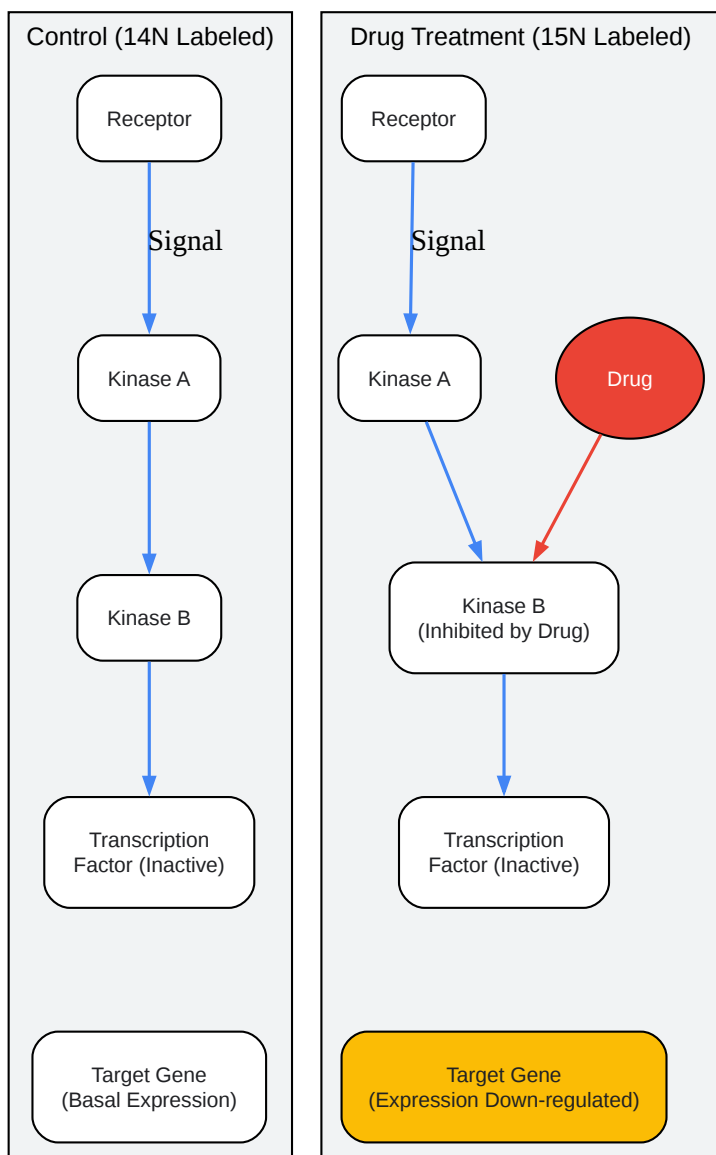 Control (14N Labeled)
Receptor
Signal
Kinase A
Kinase B
Transcription
Factor (Inactive)
Target Gene
(Basal Expression)
Drug Treatment (15N Labeled)
Receptor
Signal
Kinase A
Drug
Kinase B
(Inhibited by Drug)
Transcription
Factor (Inactive)
Target Gene
(Expression Down-regulated)